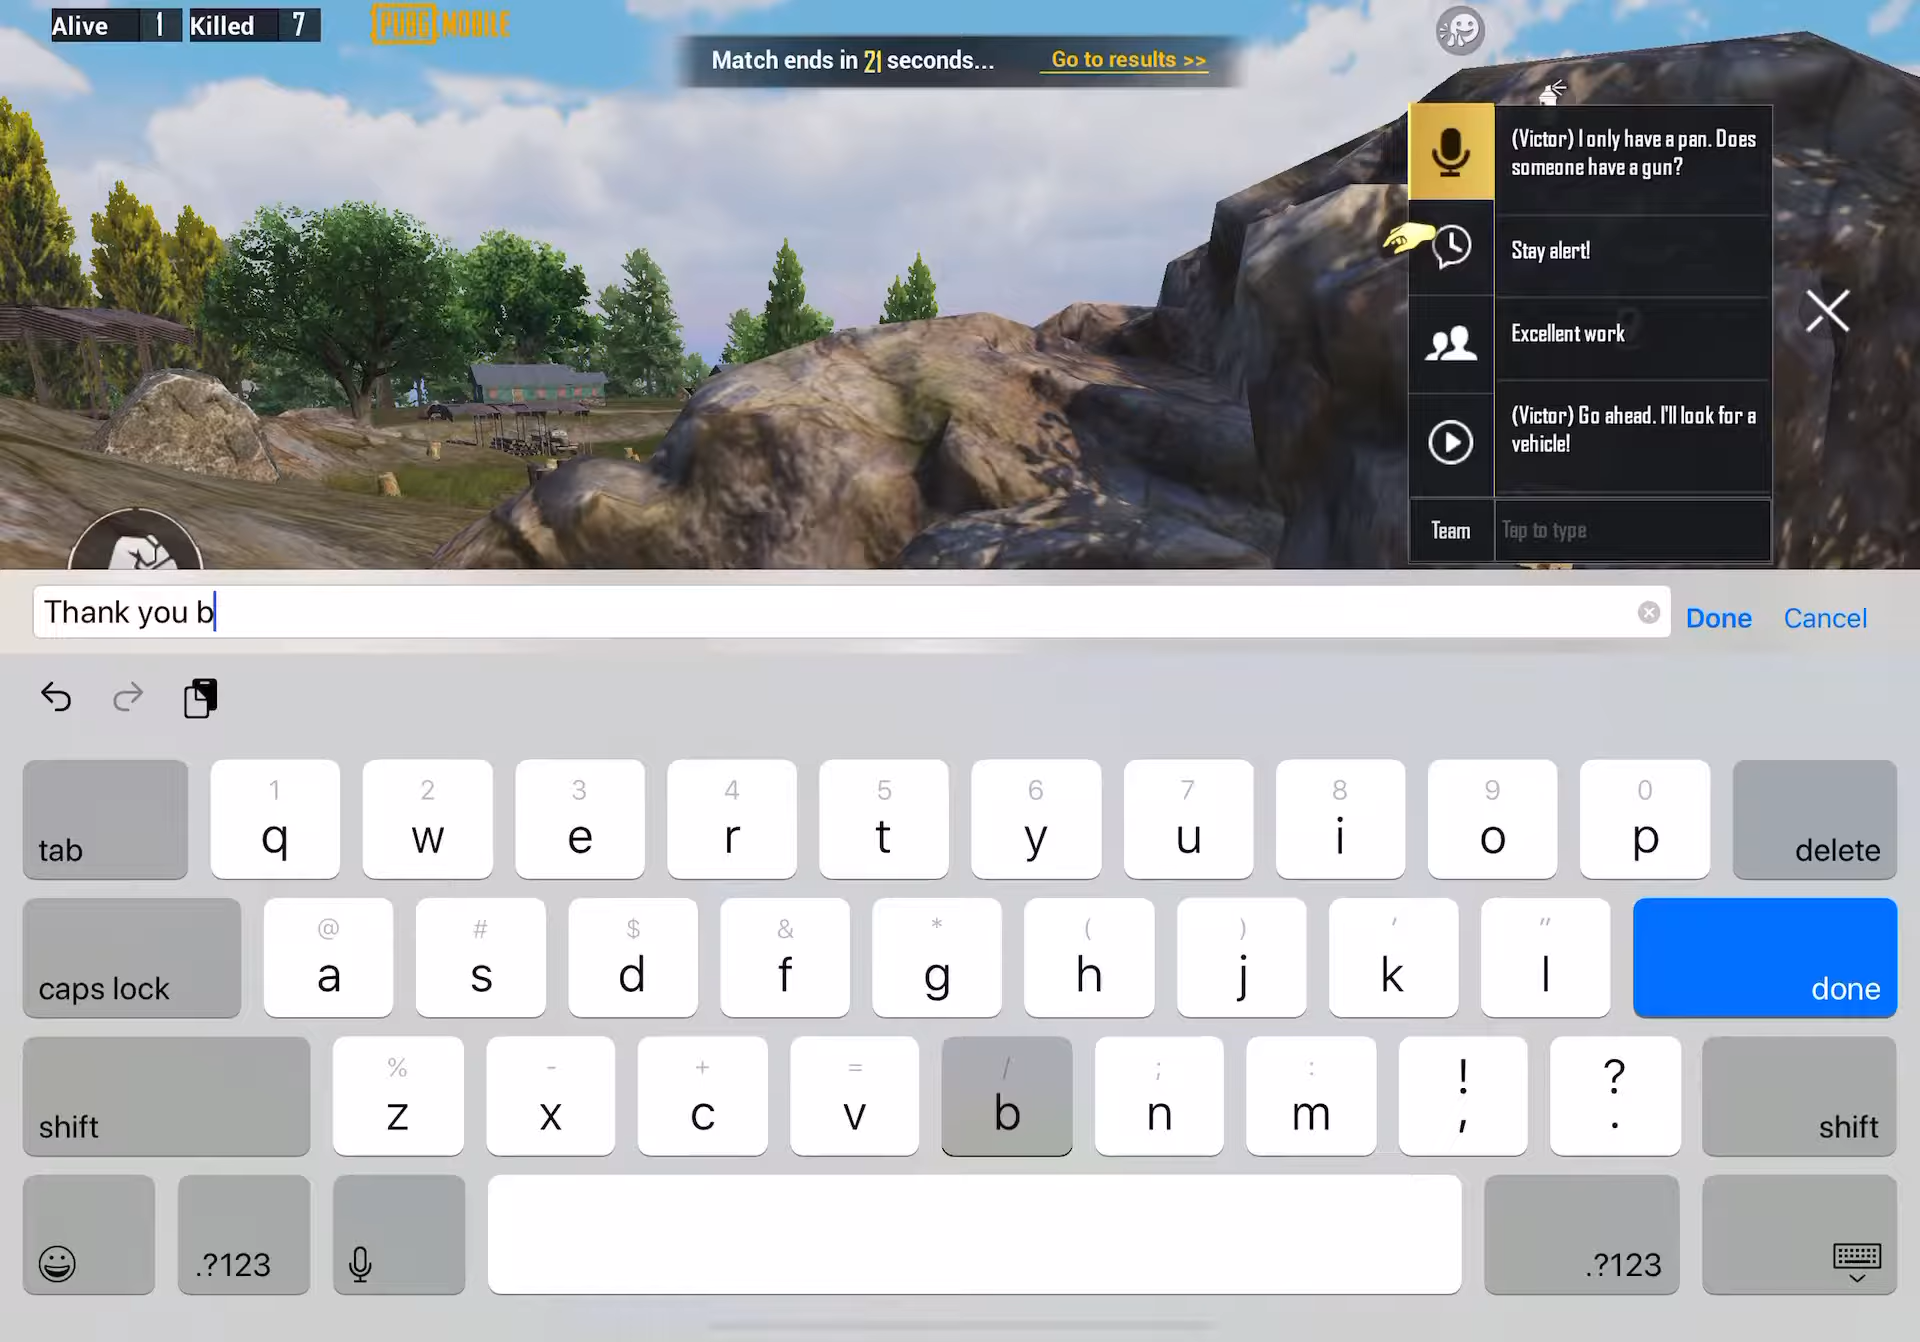 Alive 1 Killed 7
PUBG MOBILE
Match ends in 21 seconds... Go to results >>
(Victor) I only have a pan. Does
someone have a gun?
Stay alert!
Excellent work
(Victor) Go ahead. I'll look for a
vehicle!
Team Tap to type
Thank you b
Done Cancel
1 2 3 4 5 6 7 8 9 0
tab q w e r t y u i o p delete
@ # $ & * ( ) ' "
caps lock a s d f g h j k l done
% - + = / ; : ! ?
shift z x c v b n m , . shift
.?123 .?123